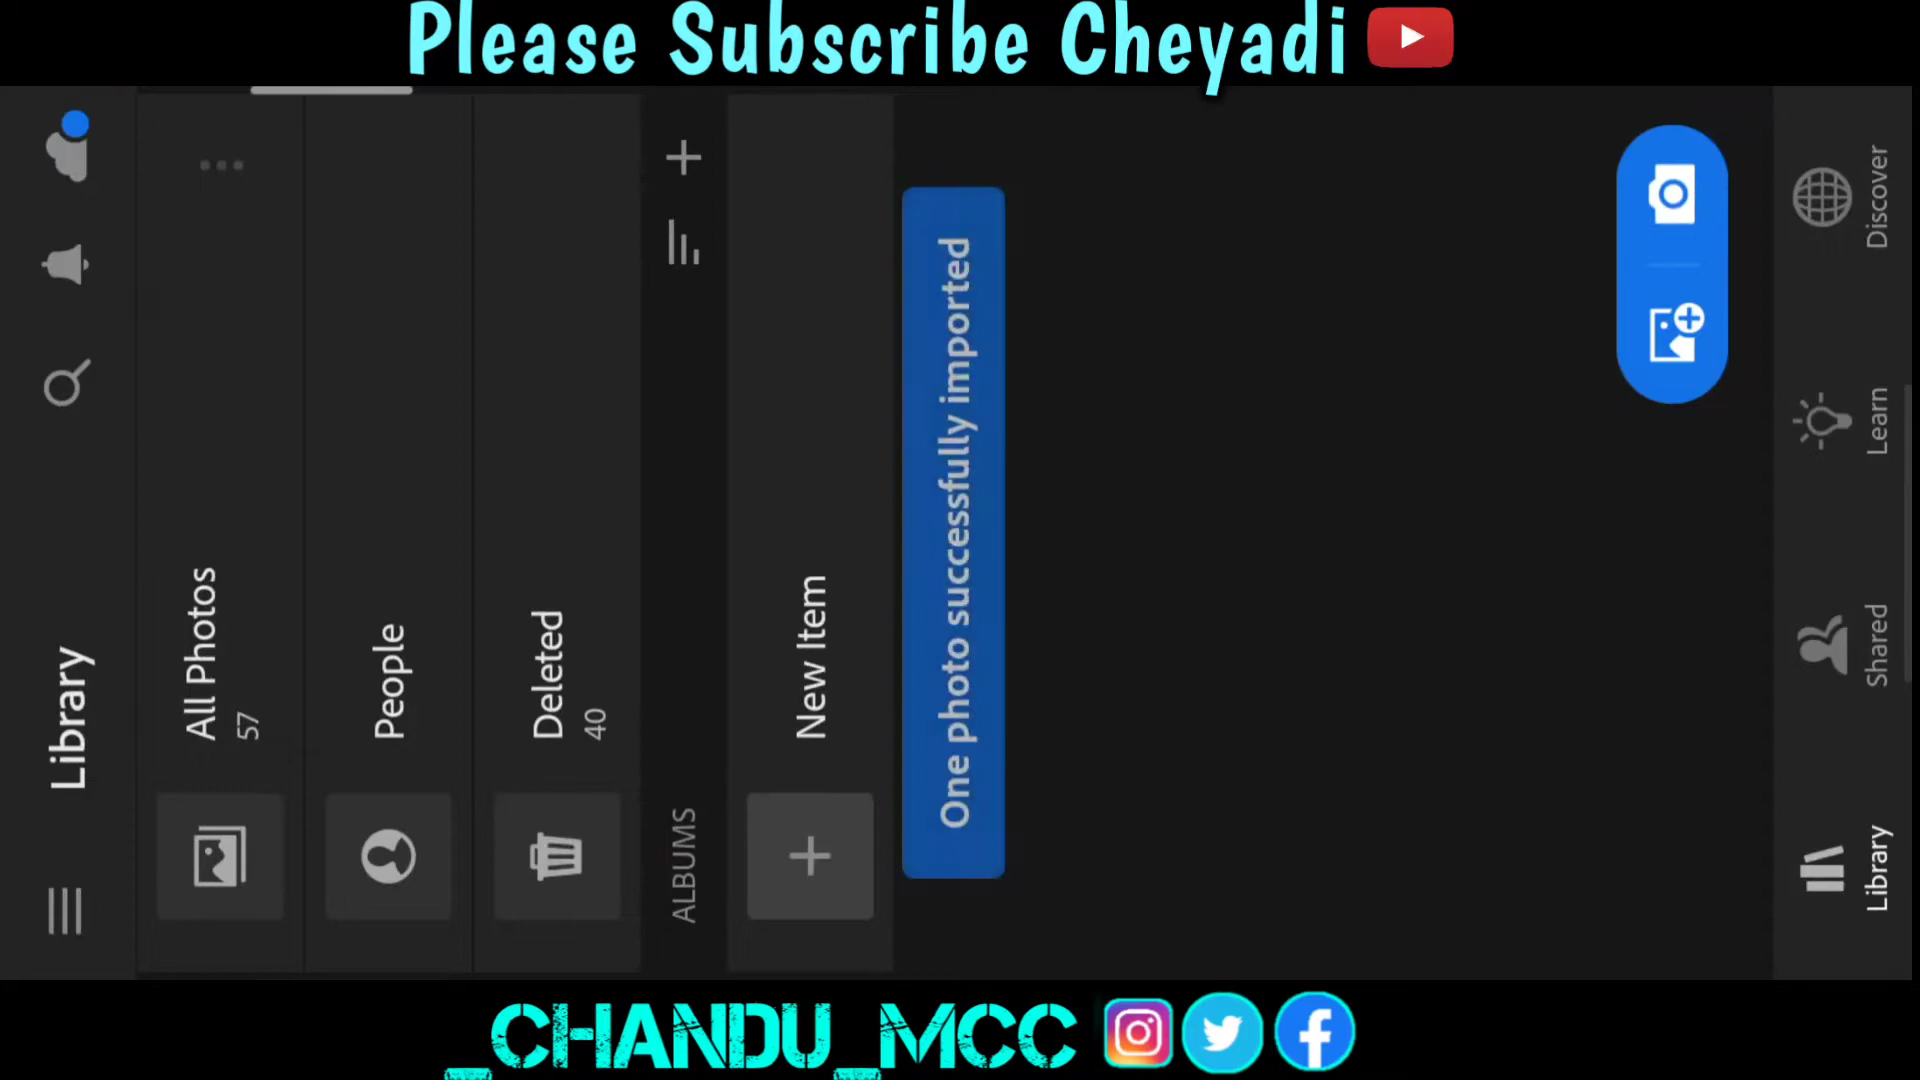 Please Subscribe Cheyadi
Library
All Photos
57
People
Deleted
40
ALBUMS
New Item
One photo successfully imported
Library
Shared
Learn
Discover
_CHANDU_MCC